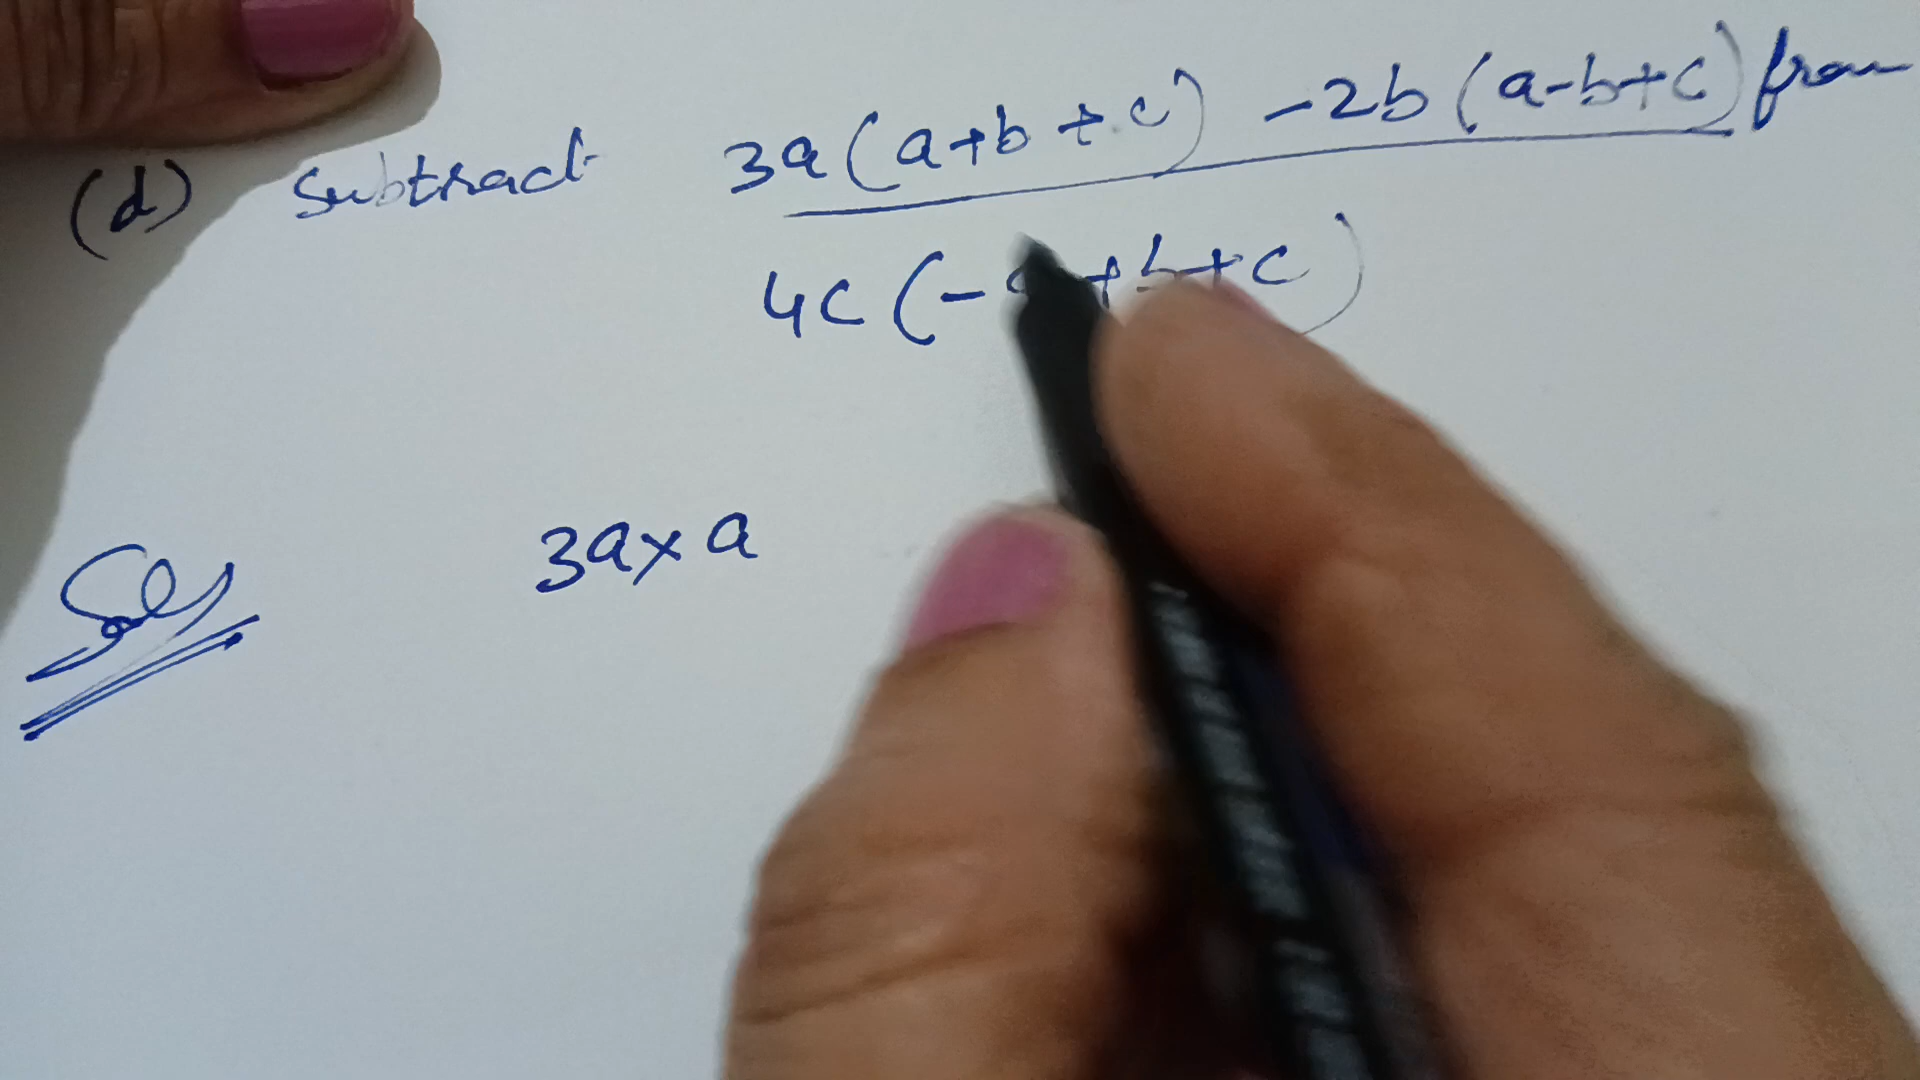 (d) Subtract 3a(a+b+c) -2b(a-b+c) from
4c(-a+b+c)
3a×a
Sol